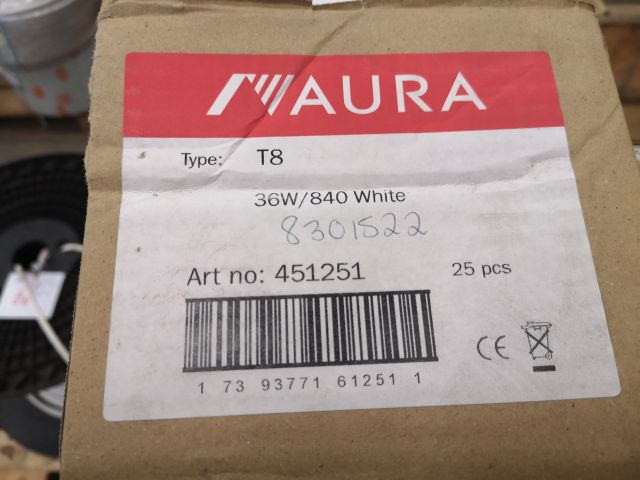 AURA
Type: T8
36W/840 White
8301522
Art no: 451251 25 pcs
1 73 93771 61251 1
CE